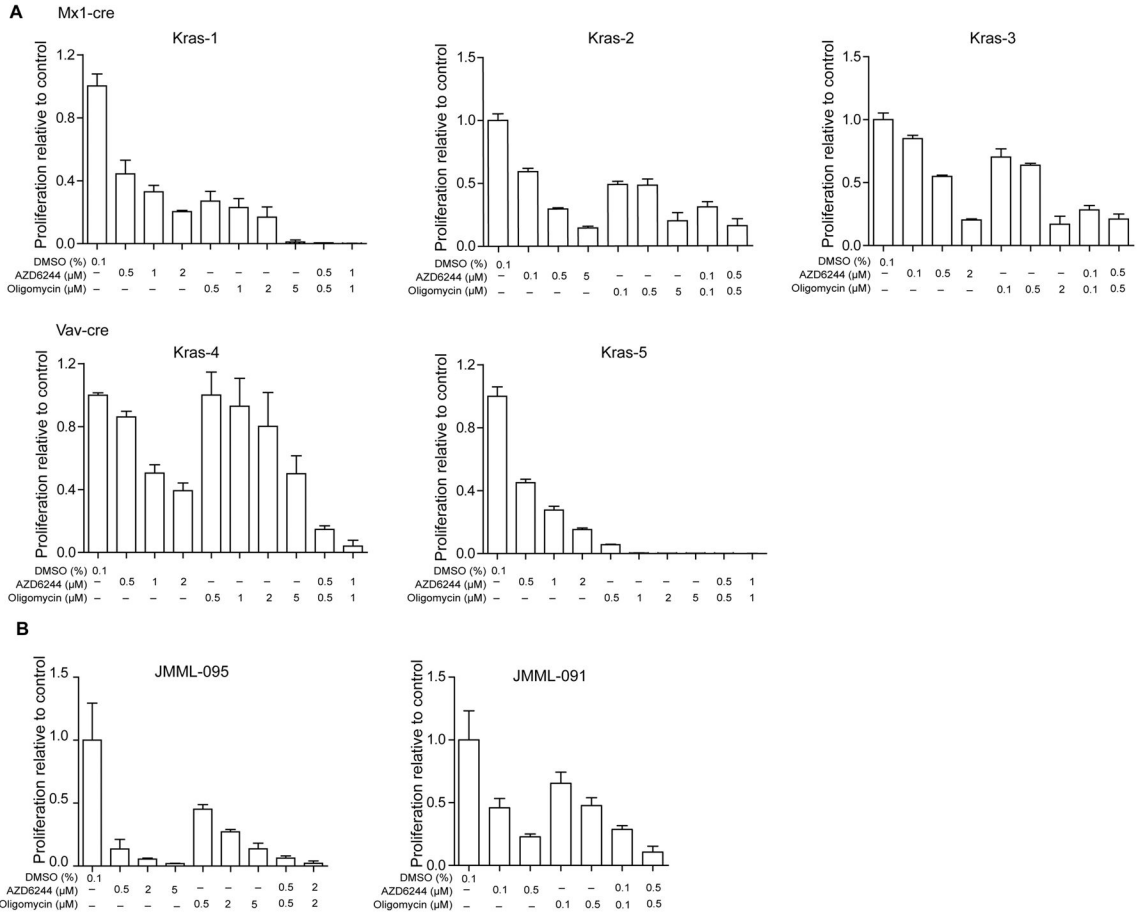 A
Mx1-cre
Kras-1
Proliferation relative to control
1.2
0.8
0.4
0.0
DMSO (%) 0.1
AZD6244 (µM) – 0.5 1 2 – – – – 0.5 1
Oligomycin (µM) – – – – 0.5 1 2 5 0.5 1
Kras-2
Proliferation relative to control
1.5
1.0
0.5
0.0
DMSO (%) 0.1
AZD6244 (µM) – 0.1 0.5 5 – – – 0.1 0.5
Oligomycin (µM) – – – – 0.1 0.5 5 0.1 0.5
Kras-3
Proliferation relative to control
1.5
1.0
0.5
0.0
DMSO (%) 0.1
AZD6244 (µM) – 0.1 0.5 2 – – – 0.1 0.5
Oligomycin (µM) – – – – 0.1 0.5 2 0.1 0.5
Vav-cre
Kras-4
Proliferation relative to control
1.2
0.8
0.4
0.0
DMSO (%) 0.1
AZD6244 (µM) – 0.5 1 2 – – – – 0.5 1
Oligomycin (µM) – – – – 0.5 1 2 5 0.5 1
Kras-5
Proliferation relative to control
1.2
0.8
0.4
0.0
DMSO (%) 0.1
AZD6244 (µM) – 0.5 1 2 – – – – 0.5 1
Oligomycin (µM) – – – – 0.5 1 2 5 0.5 1
B
JMML-095
Proliferation relative to control
1.5
1.0
0.5
0.0
DMSO (%) 0.1
AZD6244 (µM) – 0.5 2 5 – – – 0.5 2
Oligomycin (µM) – – – – 0.5 2 5 0.5 2
JMML-091
Proliferation relative to control
1.5
1.0
0.5
0.0
DMSO (%) 0.1
AZD6244 (µM) – 0.1 0.5 – – 0.1 0.5
Oligomycin (µM) – – – 0.1 0.5 0.1 0.5